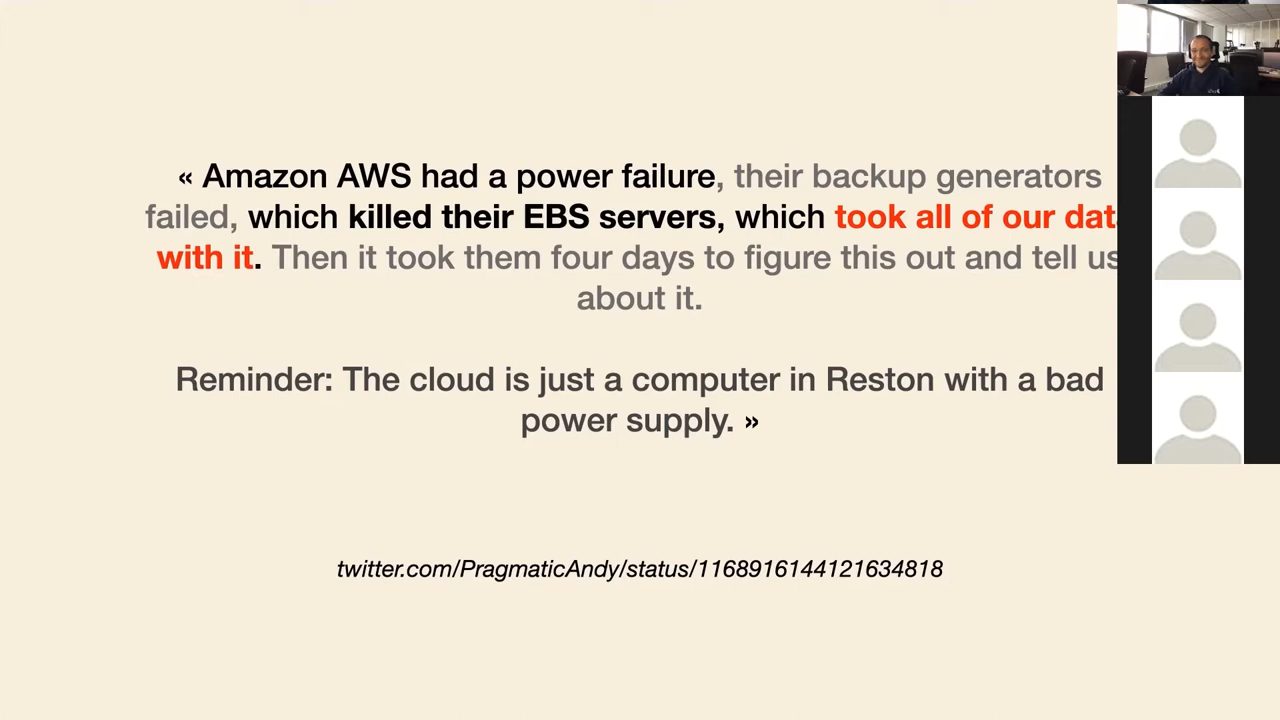 « Amazon AWS had a power failure, their backup generators
failed, which killed their EBS servers, which took all of our dat
with it. Then it took them four days to figure this out and tell us
about it.
Reminder: The cloud is just a computer in Reston with a bad
power supply. »
twitter.com/PragmaticAndy/status/1168916144121634818